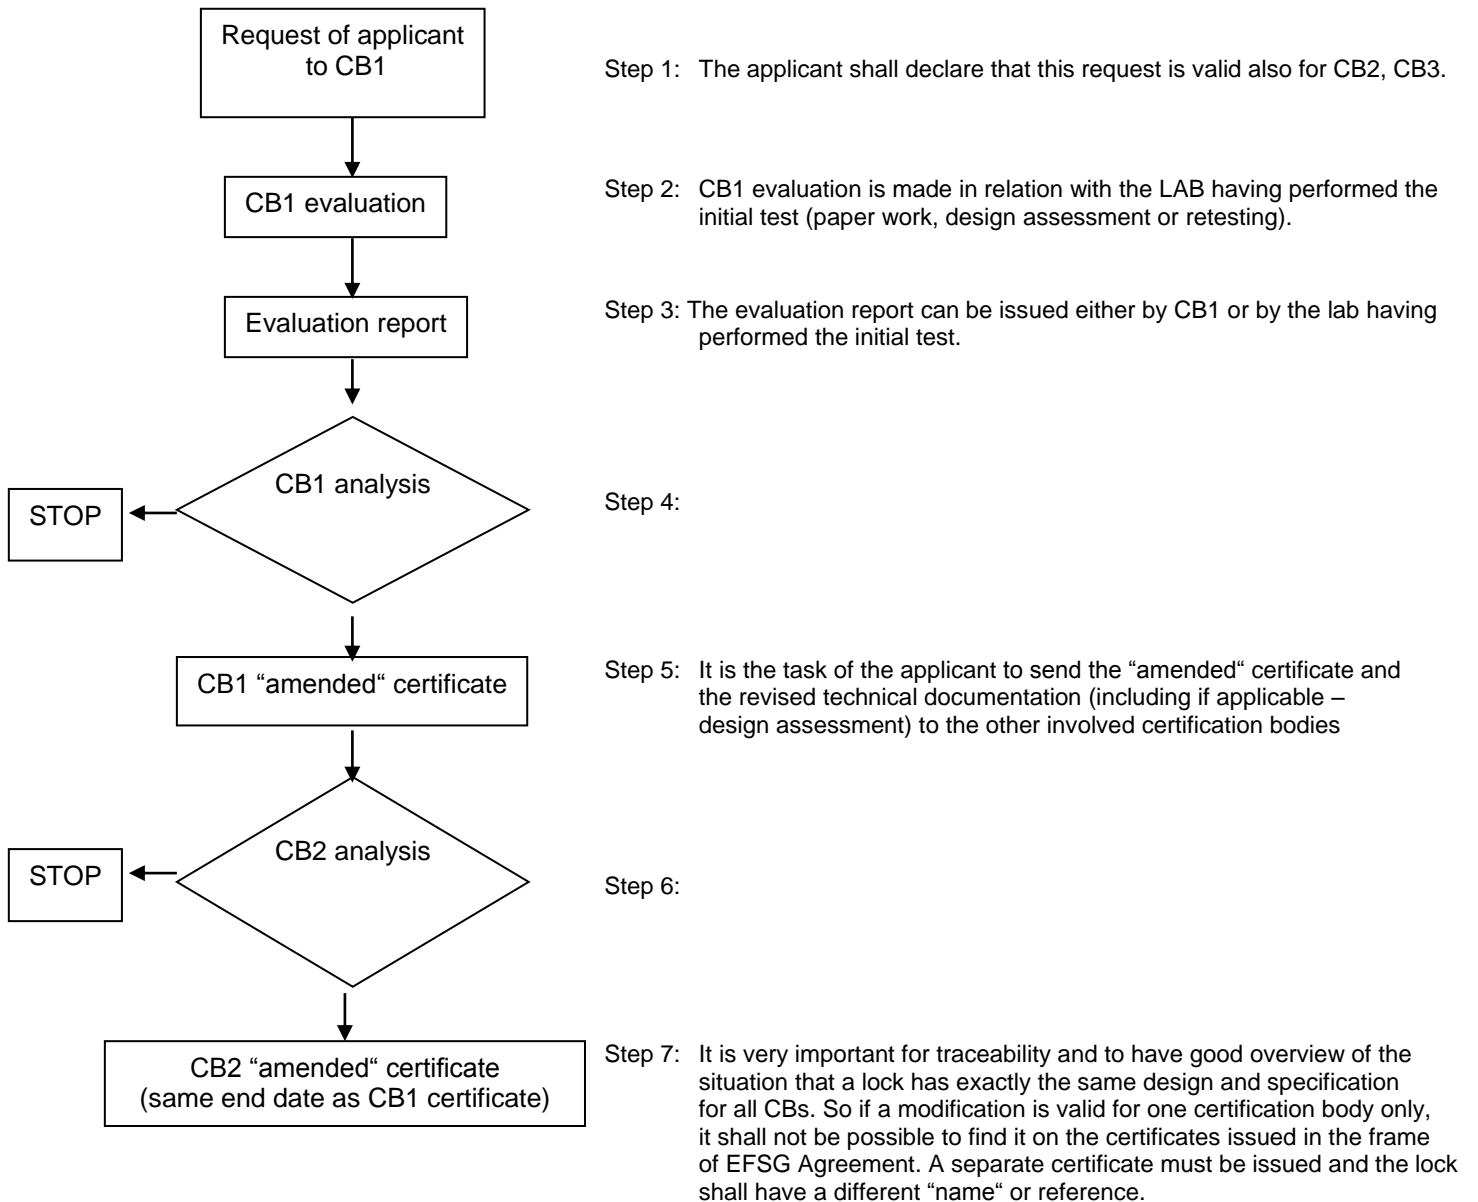 Request of applicant
to CB1
Step 1: The applicant shall declare that this request is valid also for CB2, CB3.
CB1 evaluation
Step 2: CB1 evaluation is made in relation with the LAB having performed the
initial test (paper work, design assessment or retesting).
Evaluation report
Step 3: The evaluation report can be issued either by CB1 or by the lab having
performed the initial test.
CB1 analysis
STOP
Step 4:
CB1 “amended“ certificate
Step 5: It is the task of the applicant to send the “amended“ certificate and
the revised technical documentation (including if applicable –
design assessment) to the other involved certification bodies
CB2 analysis
STOP
Step 6:
CB2 “amended“ certificate
(same end date as CB1 certificate)
Step 7: It is very important for traceability and to have good overview of the
situation that a lock has exactly the same design and specification
for all CBs. So if a modification is valid for one certification body only,
it shall not be possible to find it on the certificates issued in the frame
of EFSG Agreement. A separate certificate must be issued and the lock
shall have a different “name“ or reference.